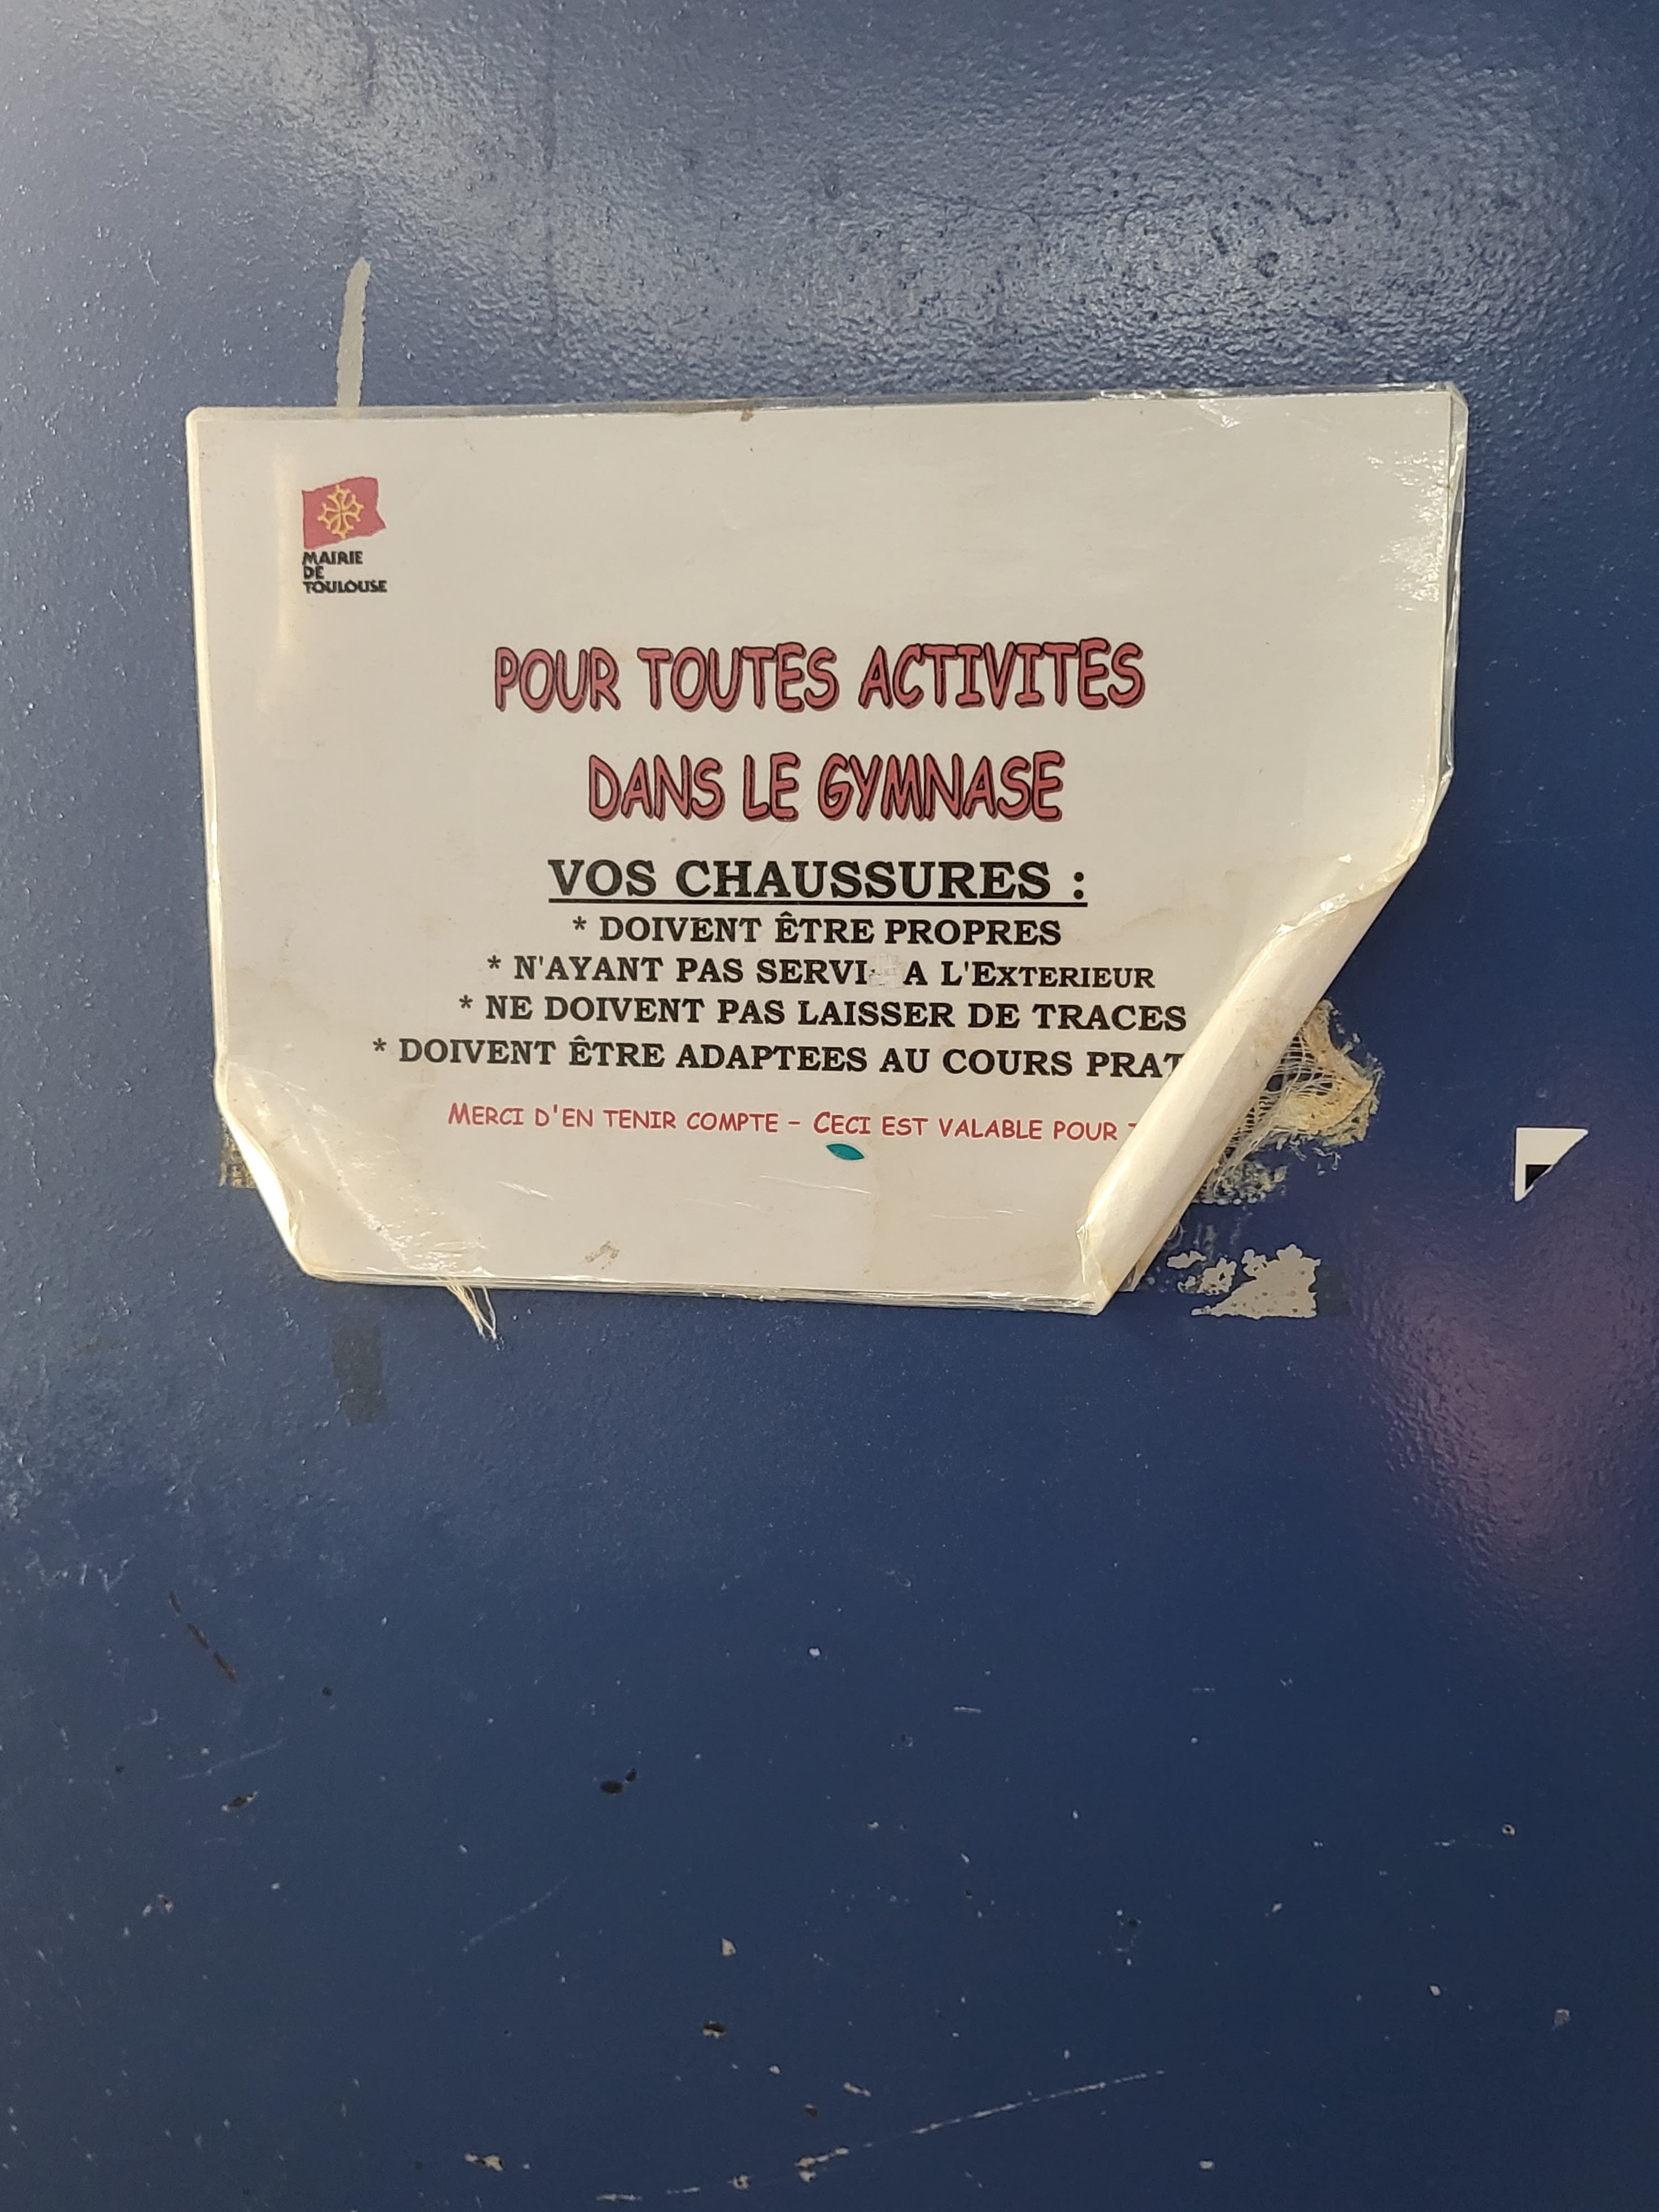 MAIRIE
DE
TOULOUSE
POUR TOUTES ACTIVITES
DANS LE GYMNASE
VOS CHAUSSURES :
* DOIVENT ÊTRE PROPRES
* N'AYANT PAS SERVI A L'EXTERIEUR
* NE DOIVENT PAS LAISSER DE TRACES
* DOIVENT ÊTRE ADAPTEES AU COURS
MERCI D'EN TENIR COMPTE – CECI EST VALABLE POUR